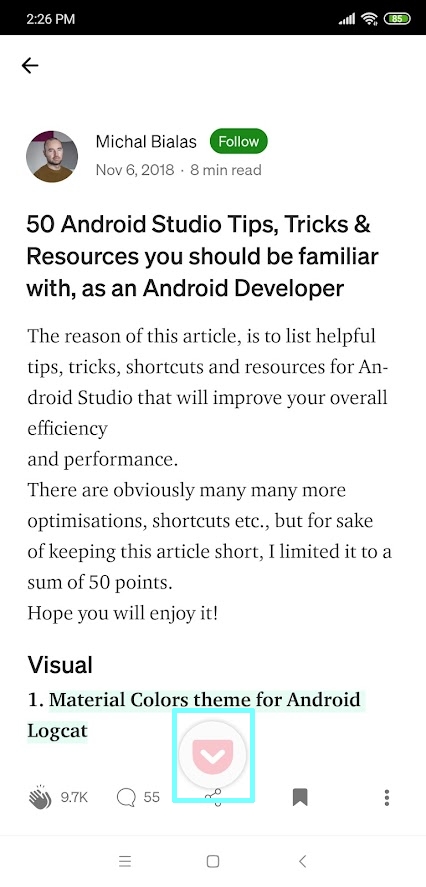 2:26 PM
85
Michal Bialas Follow
Nov 6, 2018 · 8 min read
50 Android Studio Tips, Tricks &
Resources you should be familiar
with, as an Android Developer
The reason of this article, is to list helpful
tips, tricks, shortcuts and resources for An-
droid Studio that will improve your overall
efficiency
and performance.
There are obviously many many more
optimisations, shortcuts etc., but for sake
of keeping this article short, I limited it to a
sum of 50 points.
Hope you will enjoy it!
Visual
1. Material Colors theme for Android
Logcat
9.7K 55